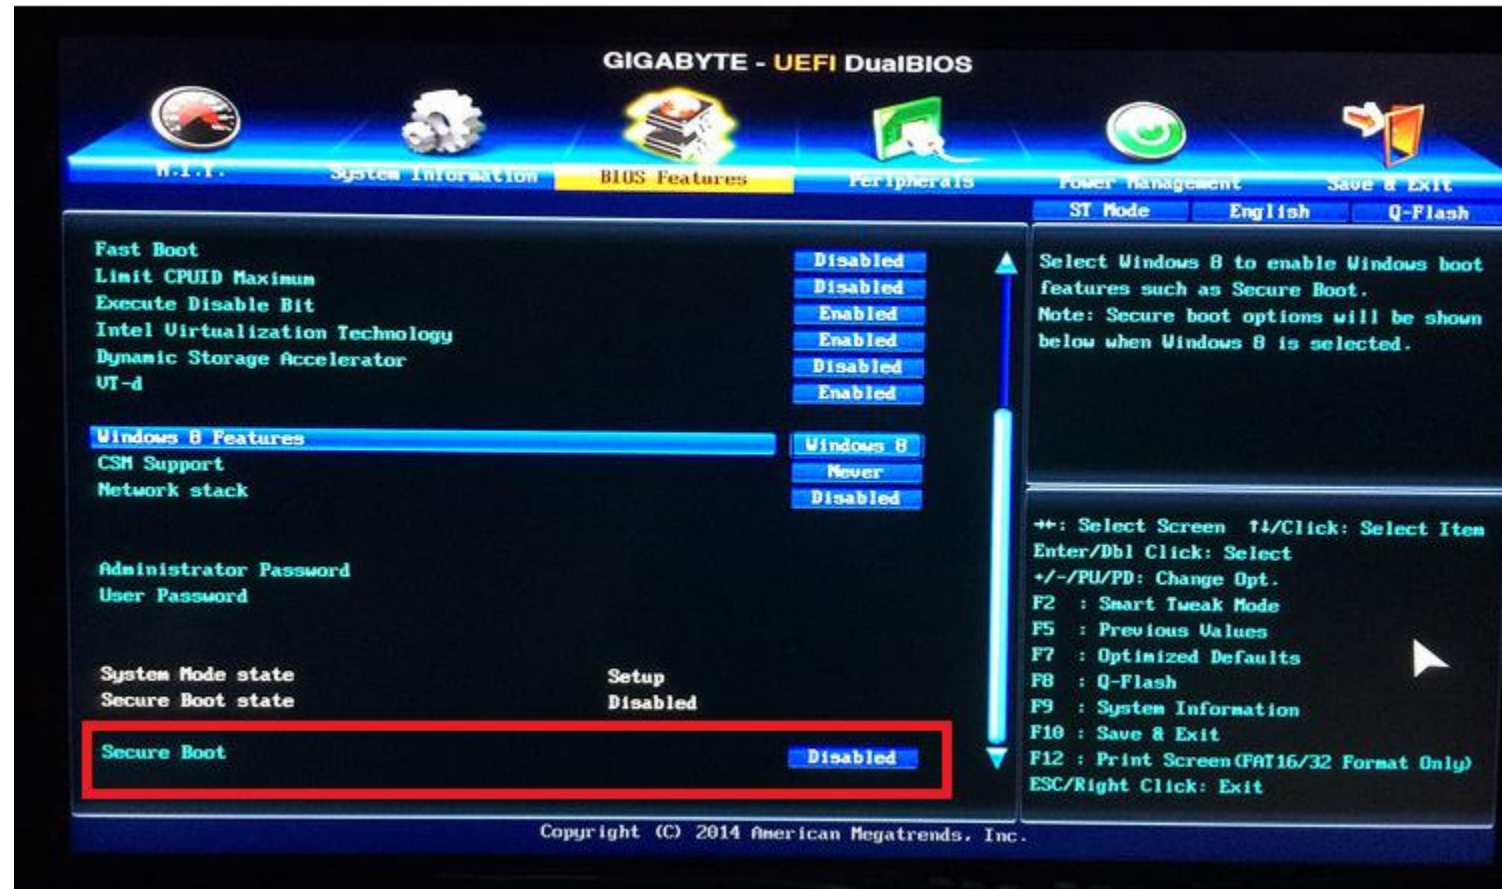 GIGABYTE - UEFI DualBIOS
M.I.T. System Information BIOS Features Peripherals Power Management Save & Exit
ST Mode English Q-Flash
Fast Boot Disabled
Limit CPUID Maximum Disabled
Execute Disable Bit Enabled
Intel Virtualization Technology Enabled
Dynamic Storage Accelerator Disabled
VT-d Enabled
Windows 8 Features Windows 8
CSM Support Never
Network stack Disabled
Administrator Password
User Password
System Mode state Setup
Secure Boot state Disabled
Secure Boot Disabled
Select Windows 8 to enable Windows boot
features such as Secure Boot.
Note: Secure boot options will be shown
below when Windows 8 is selected.
→←: Select Screen ↑↓/Click: Select Item
Enter/Dbl Click: Select
+/-/PU/PD: Change Opt.
F2 : Smart Tweak Mode
F5 : Previous Values
F7 : Optimized Defaults
F8 : Q-Flash
F9 : System Information
F10 : Save & Exit
F12 : Print Screen(FAT16/32 Format Only)
ESC/Right Click: Exit
Copyright (C) 2014 American Megatrends, Inc.